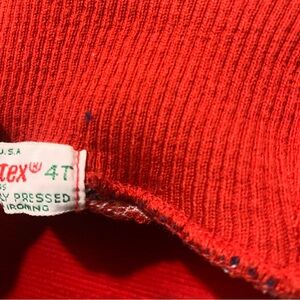 U.S.A
tex® 4T
PRESSED
IRONING